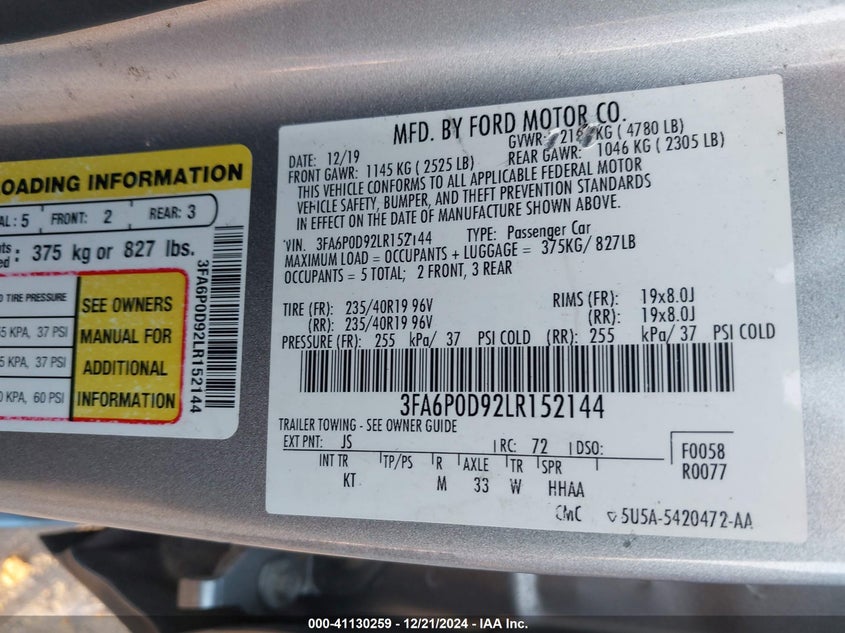 LOADING INFORMATION
AL: 5 FRONT: 2 REAR: 3
375 kg or 827 lbs.
TIRE PRESSURE
KPA, 37 PSI
KPA, 37 PSI
KPA, 60 PSI
SEE OWNERS
MANUAL FOR
ADDITIONAL
INFORMATION
3FA6P0D92LR152144
MFD. BY FORD MOTOR CO.
DATE: 12/19 GVWR: KG ( 4780 LB)
FRONT GAWR: 1145 KG ( 2525 LB) REAR GAWR: 1046 KG ( 2305 LB)
THIS VEHICLE CONFORMS TO ALL APPLICABLE FEDERAL MOTOR
VEHICLE SAFETY, BUMPER, AND THEFT PREVENTION STANDARDS
IN EFFECT ON THE DATE OF MANUFACTURE SHOWN ABOVE.
VIN: 3FA6P0D92LR152144 TYPE: Passenger Car
MAXIMUM LOAD = OCCUPANTS + LUGGAGE = 375KG/ 827LB
OCCUPANTS = 5 TOTAL; 2 FRONT, 3 REAR
TIRE (FR): 235/40R19 96V RIMS (FR): 19x8.0J
(RR): 235/40R19 96V (RR): 19x8.0J
PRESSURE (FR): 255 kPa/ 37 PSI COLD (RR): 255 kPa/ 37 PSI COLD
3FA6P0D92LR152144
TRAILER TOWING - SEE OWNER GUIDE
EXT PNT: JS RC: 72 DSO: F0058
R0077
INT TR TP/PS R AXLE TR SPR
KT M 33 W HHAA
CMC 5U5A-5420472-AA
000-41130259 - 12/21/2024 - IAA Inc.